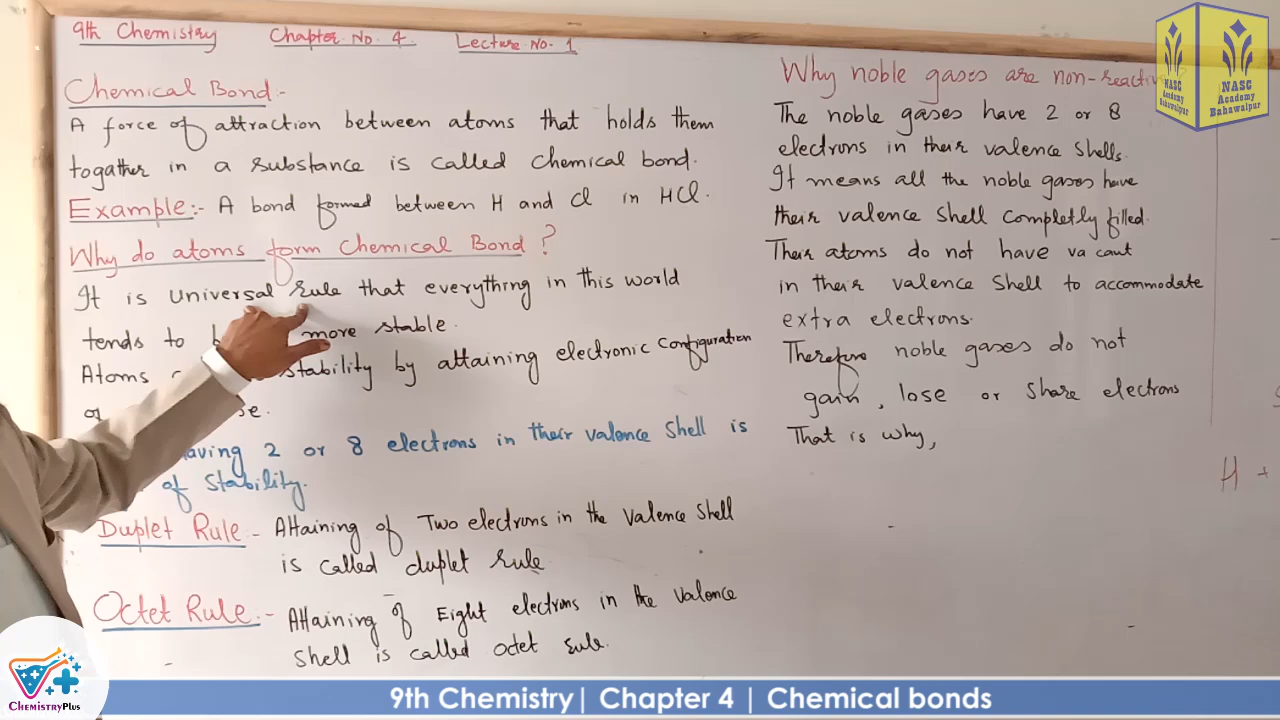 9th Chemistry Chapter No. 4 Lecture No. 1
Chemical Bond:-
A force of attraction between atoms that holds them
togather in a substance is called chemical bond.
Example:- A bond formed between H and Cl in HCl.
Why do atoms form Chemical Bond?
It is universal rule that everything in this world
tends to more stable.
Atoms stability by attaining electronic configuration
of
2 or 8 electrons in their valence shell is
of stability.
Duplet Rule - Attaining of Two electrons in the valence shell
is called duplet rule
Octet Rule:- Attaining of Eight electrons in the valence
shell is called octet rule.
Why noble gases are non-reactive
The noble gases have 2 or 8
electrons in their valence shells.
It means all the noble gases have
their valence shell completly filled.
Their atoms do not have va cant
in their valence shell to accommodate
extra electrons.
Therefore noble gases do not
gain, lose or share electrons
That is why,
H +
NASC
Academy
Bahawalpur
NASC
Academy
Bahawalpur
ChemistryPlus
9th Chemistry| Chapter 4 | Chemical bonds